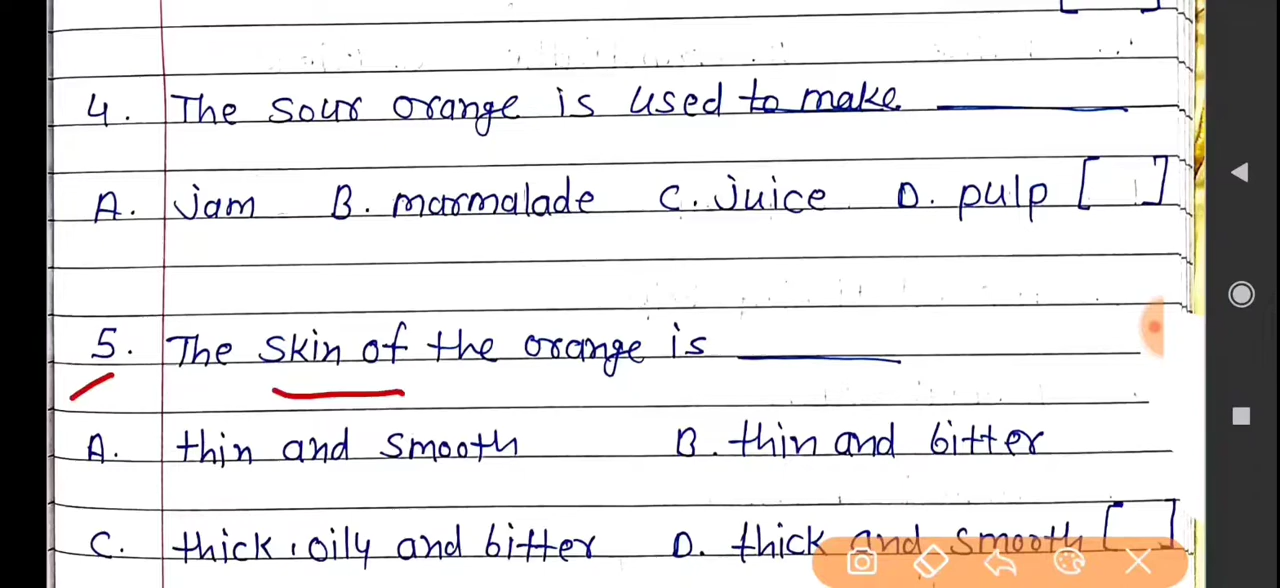 4. The sour orange is used to make
A. jam B. marmalade C. juice D. pulp [ ]
5. The skin of the orange is
A. thin and smooth B. thin and bitter
C. thick, oily and bitter D. thick and smooth [ ]